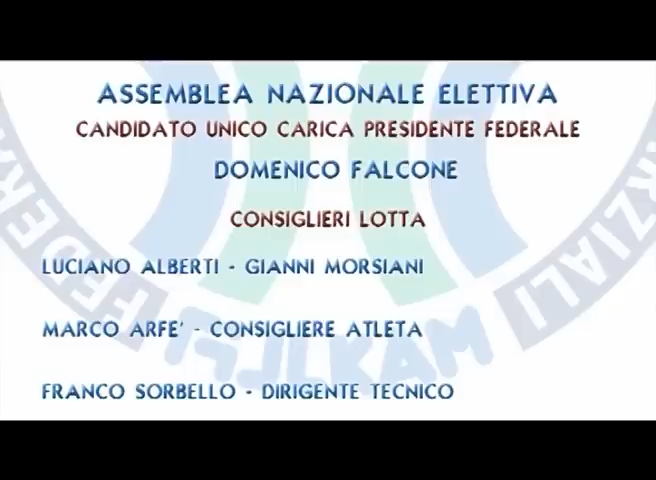 ASSEMBLEA NAZIONALE ELETTIVA
CANDIDATO UNICO CARICA PRESIDENTE FEDERALE
DOMENICO FALCONE
CONSIGLIERI LOTTA
LUCIANO ALBERTI - GIANNI MORSIANI
MARCO ARFE' - CONSIGLIERE ATLETA
FRANCO SORBELLO - DIRIGENTE TECNICO
FIJLKAM